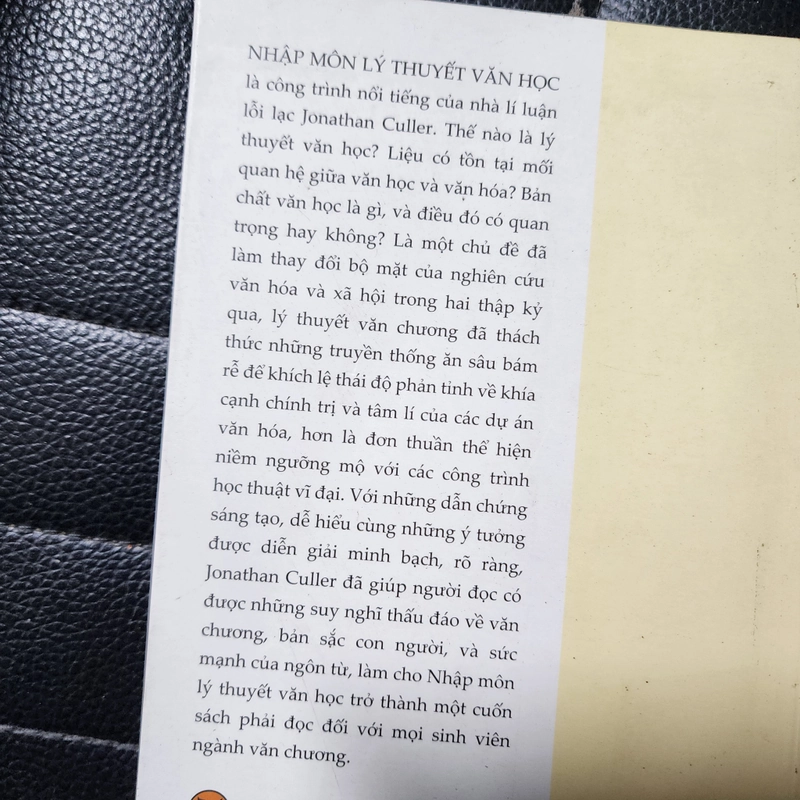 NHẬP MÔN LÝ THUYẾT VĂN HỌC
là công trình nổi tiếng của nhà lí luận
lỗi lạc Jonathan Culler. Thế nào là lý
thuyết văn học? Liệu có tồn tại mối
quan hệ giữa văn học và văn hóa? Bản
chất văn học là gì, và điều đó có quan
trọng hay không? Là một chủ đề đã
làm thay đổi bộ mặt của nghiên cứu
văn hóa và xã hội trong hai thập kỷ
qua, lý thuyết văn chương đã thách
thức những truyền thống ăn sâu bám
rễ để khích lệ thái độ phản tỉnh về khía
cạnh chính trị và tâm lí của các dự án
văn hóa, hơn là đơn thuần thể hiện
niềm ngưỡng mộ với các công trình
học thuật vĩ đại. Với những dẫn chứng
sáng tạo, dễ hiểu cùng những ý tưởng
được diễn giải minh bạch, rõ ràng,
Jonathan Culler đã giúp người đọc có
được những suy nghĩ thấu đáo về văn
chương, bản sắc con người, và sức
mạnh của ngôn từ, làm cho Nhập môn
lý thuyết văn học trở thành một cuốn
sách phải đọc đối với mọi sinh viên
ngành văn chương.